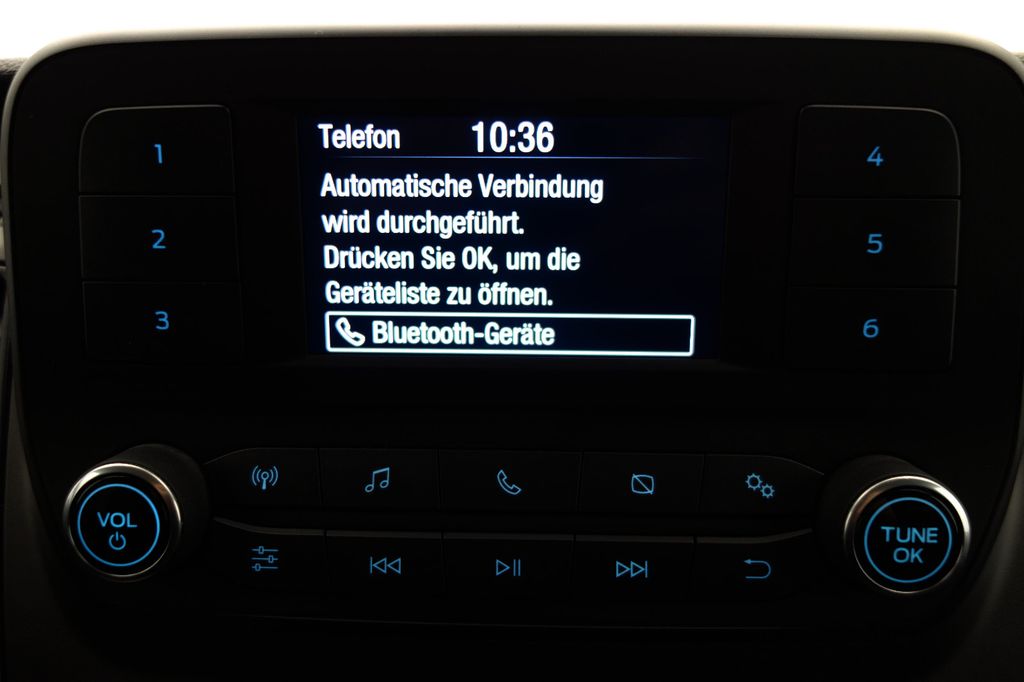 Telefon 10:36
Automatische Verbindung
wird durchgeführt.
Drücken Sie OK, um die
Geräteliste zu öffnen.
Bluetooth-Geräte
1
2
3
4
5
6
VOL
TUNE
OK